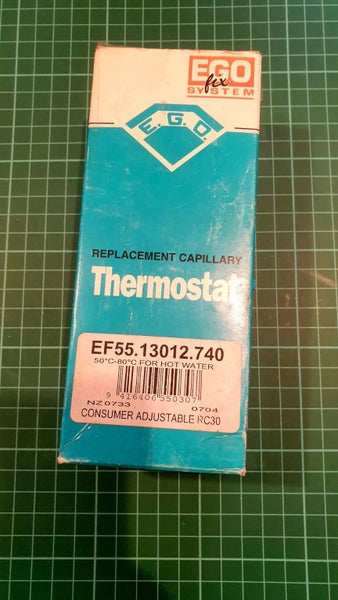 EGO
fix
SYSTEM
E.G.O.
REPLACEMENT CAPILLARY
Thermostat
EF55.13012.740
50°C-80°C FOR HOT WATER
9 416406 550307
NZ0733 0704
CONSUMER ADJUSTABLE RC30